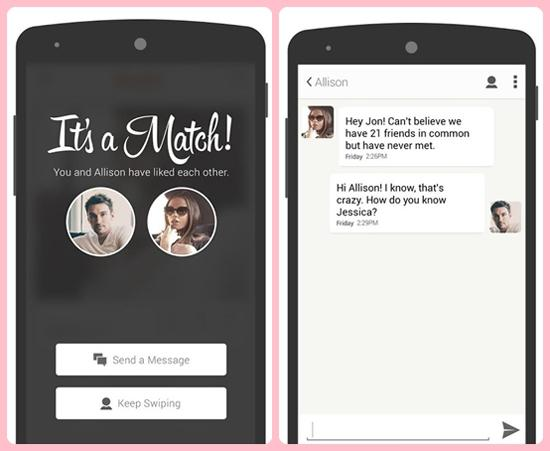 It's a Match!
You and Allison have liked each other.
Send a Message
Keep Swiping
Allison
Hey Jon! Can't believe we
have 21 friends in common
but have never met.
Friday 2:26PM
Hi Allison! I know, that's
crazy. How do you know
Jessica?
Friday 2:29PM